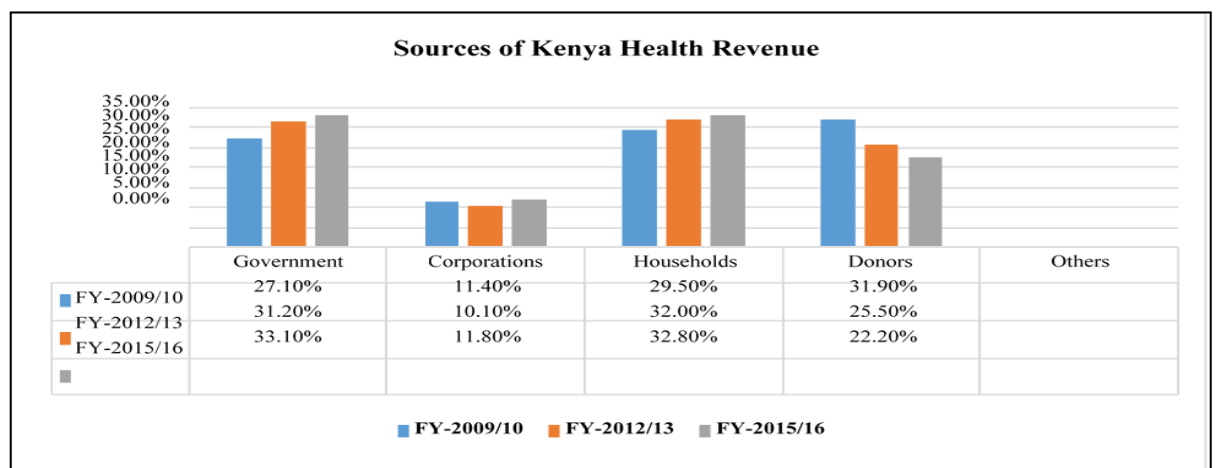 Sources of Kenya Health Revenue
35.00%
30.00%
25.00%
20.00%
15.00%
10.00%
5.00%
0.00%
Government Corporations Households Donors Others
FY-2009/10 27.10% 11.40% 29.50% 31.90%
FY-2012/13 31.20% 10.10% 32.00% 25.50%
FY-2015/16 33.10% 11.80% 32.80% 22.20%
FY-2009/10 FY-2012/13 FY-2015/16